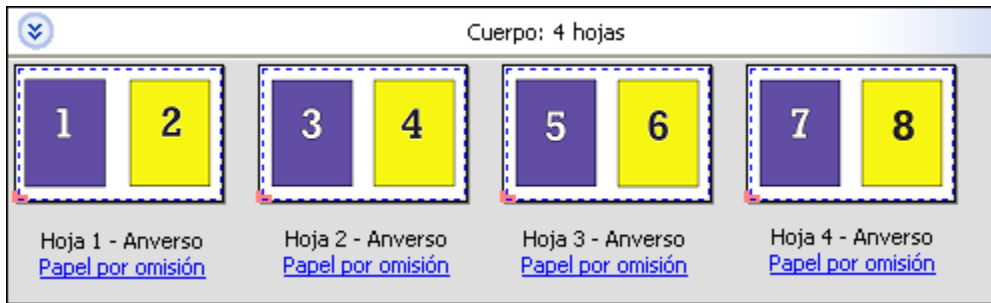 Cuerpo: 4 hojas
1 2 3 4 5 6 7 8
Hoja 1 - Anverso Hoja 2 - Anverso Hoja 3 - Anverso Hoja 4 - Anverso
Papel por omisión Papel por omisión Papel por omisión Papel por omisión